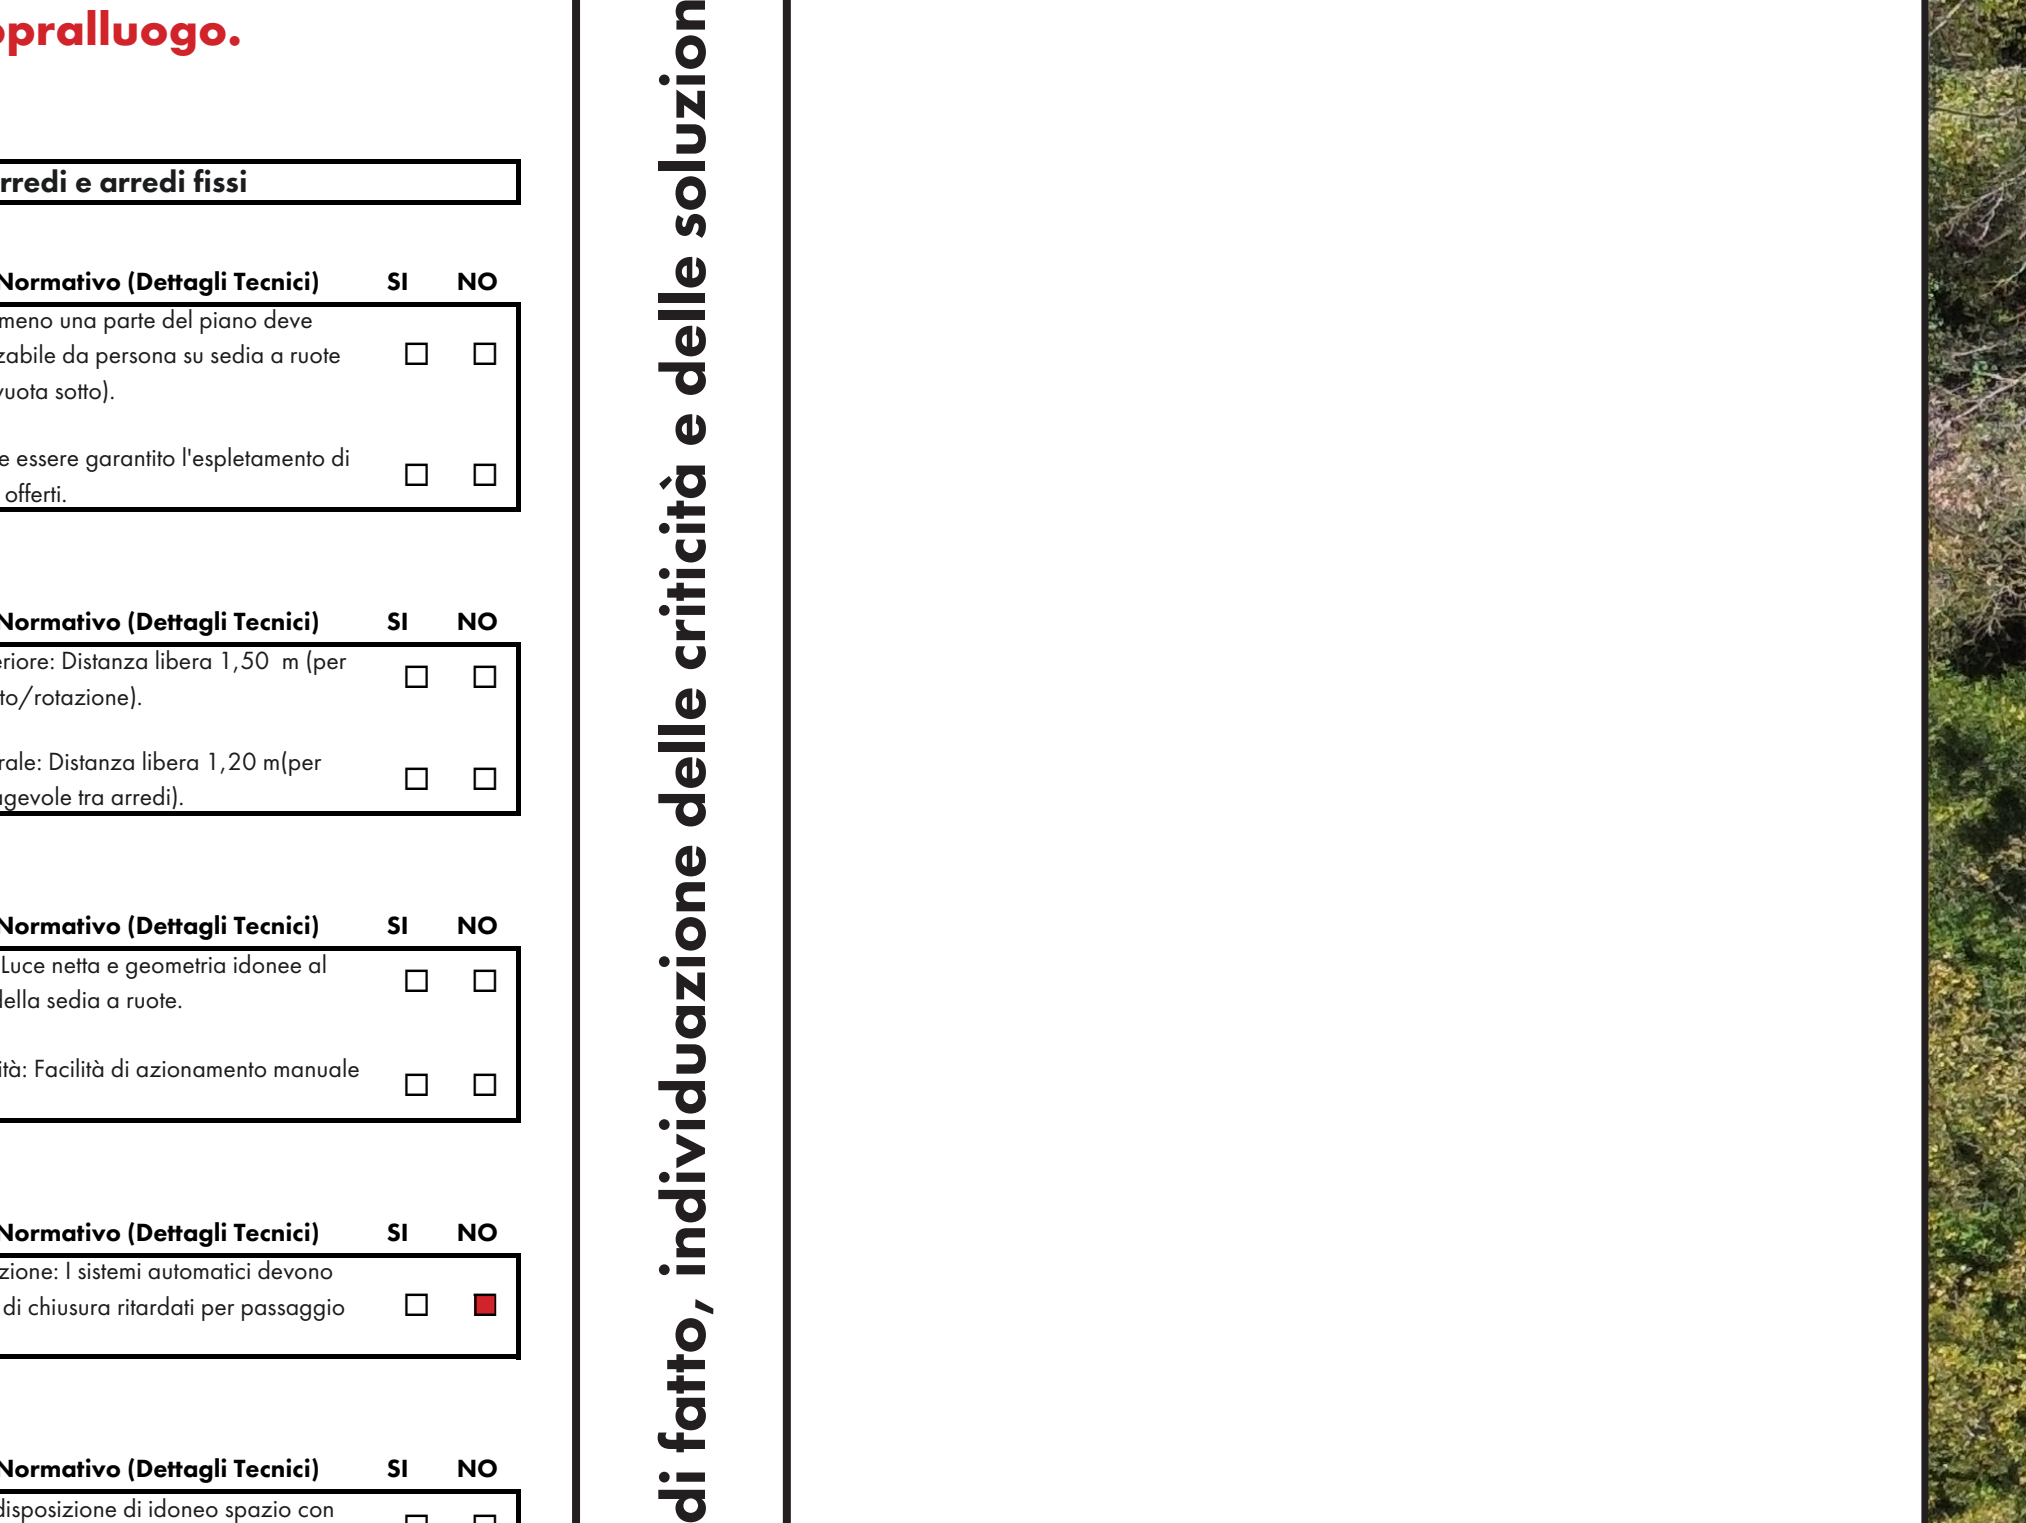 opralluogo.
rredi e arredi fissi
Normativo (Dettagli Tecnici) SI NO
meno una parte del piano deve
zabile da persona su sedia a ruote
vuota sotto).
e essere garantito l'espletamento di
offerti.
Normativo (Dettagli Tecnici) SI NO
eriore: Distanza libera 1,50 m (per
to/rotazione).
rale: Distanza libera 1,20 m(per
agevole tra arredi).
Normativo (Dettagli Tecnici) SI NO
Luce netta e geometria idonee al
della sedia a ruote.
ità: Facilità di azionamento manuale
Normativo (Dettagli Tecnici) SI NO
zione: I sistemi automatici devono
di chiusura ritardati per passaggio
Normativo (Dettagli Tecnici) SI NO
disposizione di idoneo spazio con
di fatto, individuazione delle criticità e delle soluzion